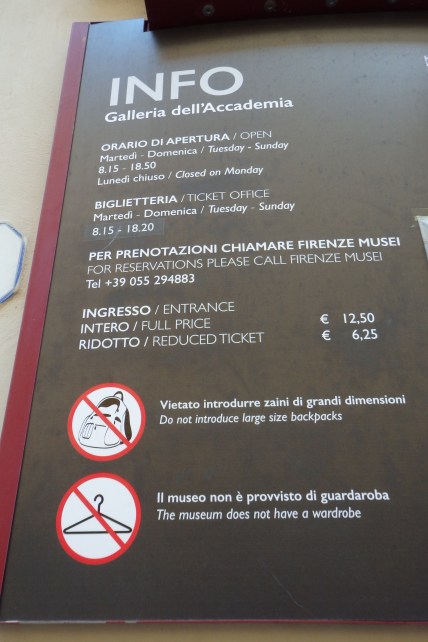 INFO
Galleria dell'Accademia
ORARIO DI APERTURA / OPEN
Martedì - Domenica / Tuesday - Sunday
8.15 - 18.50
Lunedì chiuso / Closed on Monday
BIGLIETTERIA / TICKET OFFICE
Martedì - Domenica / Tuesday - Sunday
8.15 - 18.20
PER PRENOTAZIONI CHIAMARE FIRENZE MUSEI
FOR RESERVATIONS PLEASE CALL FIRENZE MUSEI
Tel +39 055 294883
INGRESSO / ENTRANCE
INTERO / FULL PRICE € 12,50
RIDOTTO / REDUCED TICKET € 6,25
Vietato introdurre zaini di grandi dimensioni
Do not introduce large size backpacks
Il museo non è provvisto di guardaroba
The museum does not have a wardrobe